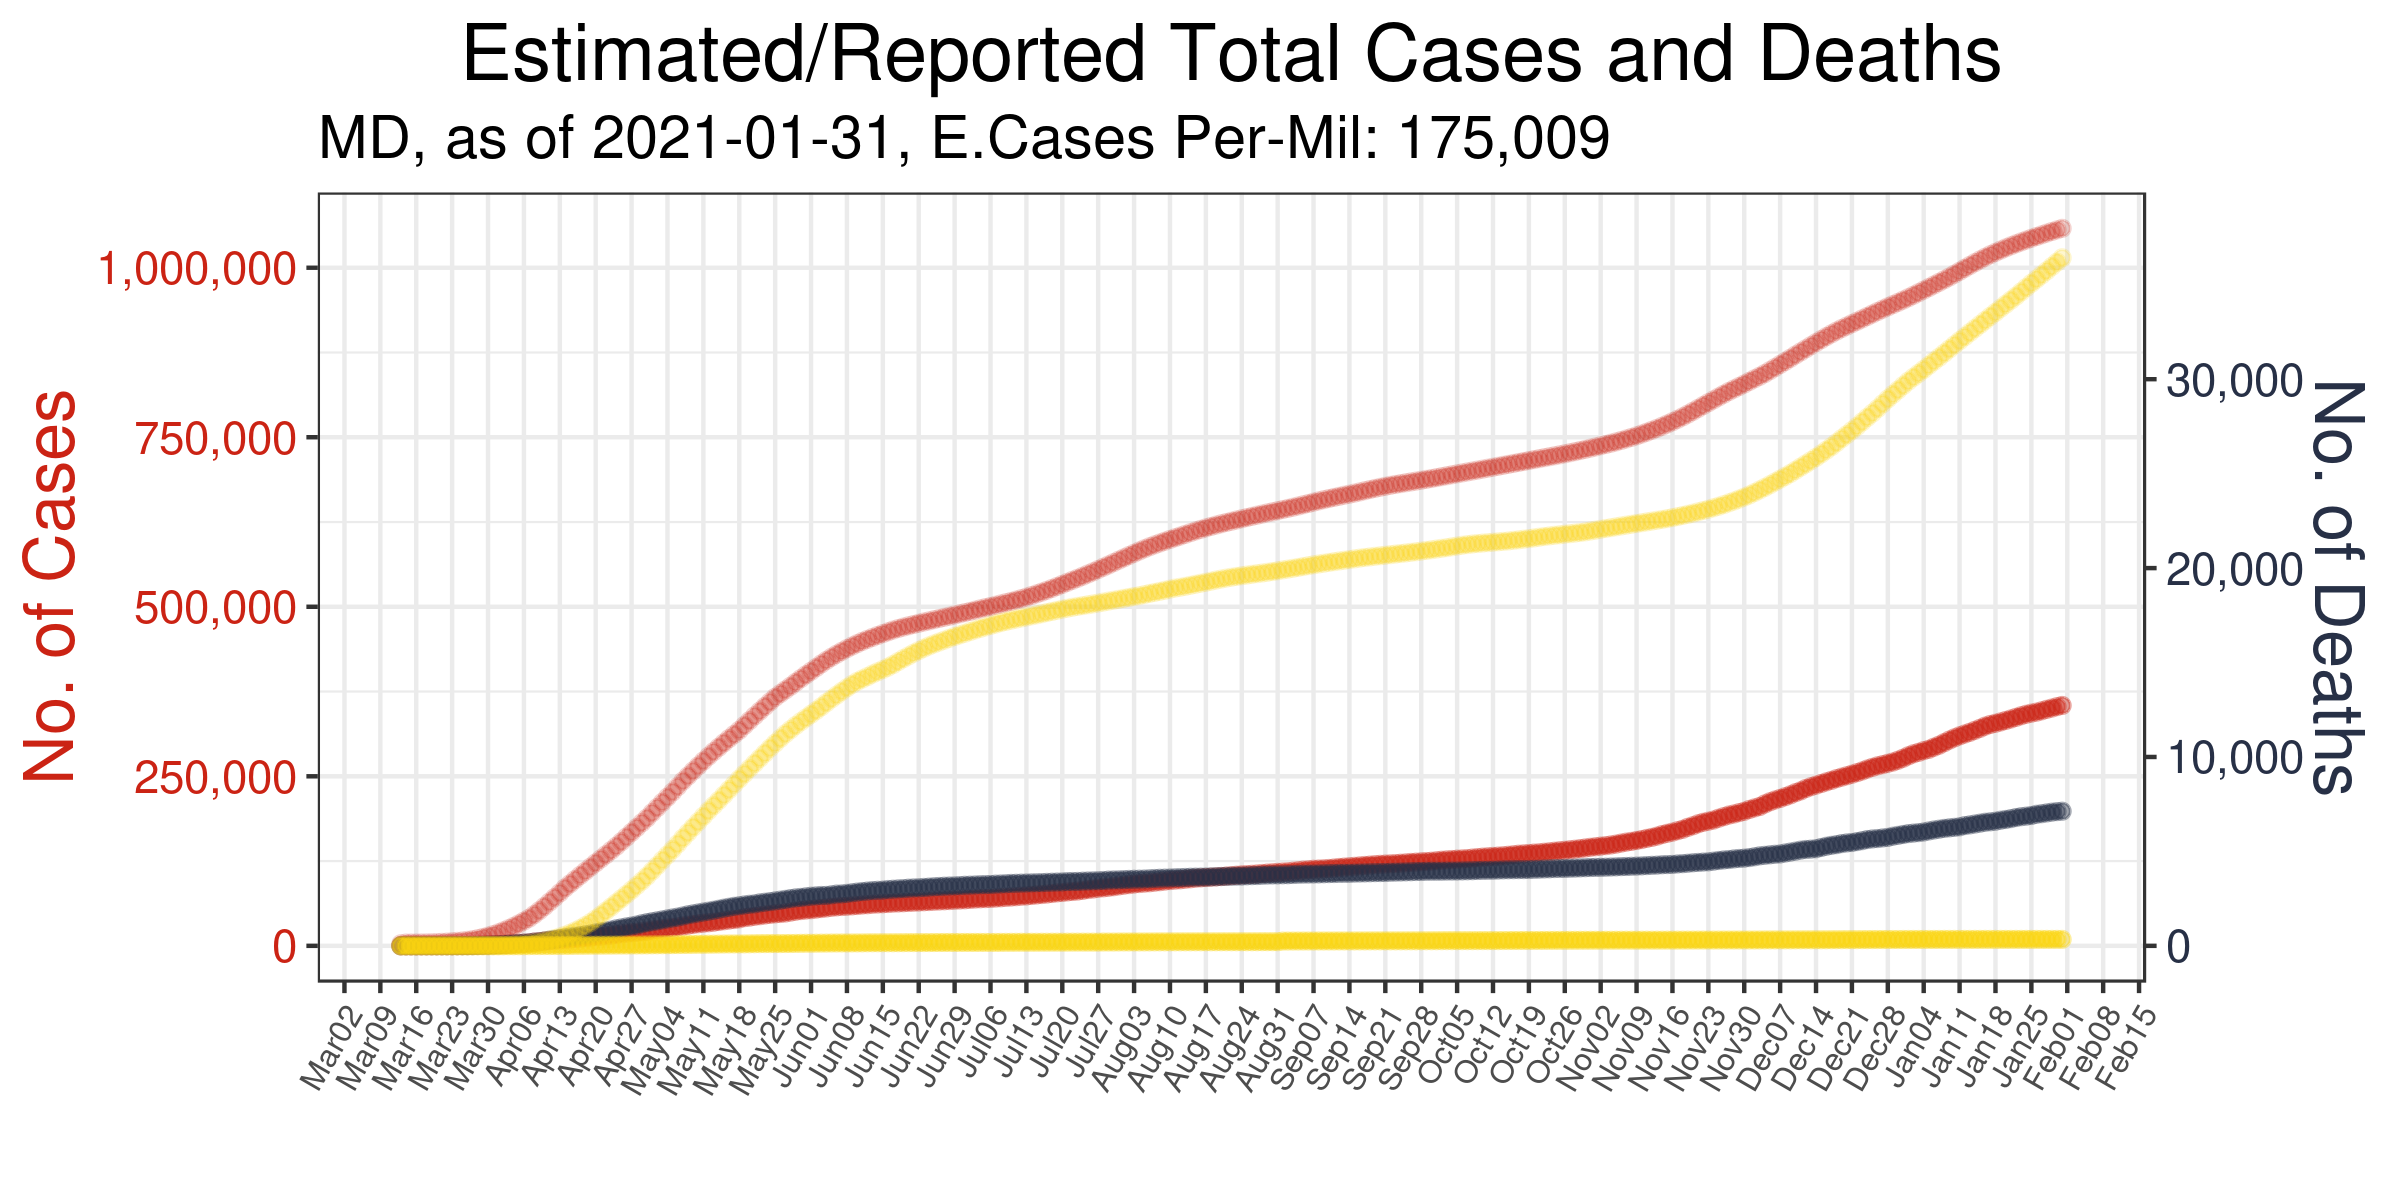 Estimated/Reported Total Cases and Deaths
MD, as of 2021-01-31, E.Cases Per-Mil: 175,009
No. of Cases
1,000,000
750,000
500,000
250,000
0
30,000
20,000
10,000
0
No. of Deaths
Mar02
Mar09
Mar16
Mar23
Mar30
Apr06
Apr13
Apr20
Apr27
May04
May11
May18
May25
Jun01
Jun08
Jun15
Jun22
Jun29
Jul06
Jul13
Jul20
Jul27
Aug03
Aug10
Aug17
Aug24
Aug31
Sep07
Sep14
Sep21
Sep28
Oct05
Oct12
Oct19
Oct26
Nov02
Nov09
Nov16
Nov23
Nov30
Dec07
Dec14
Dec21
Dec28
Jan04
Jan11
Jan18
Jan25
Feb01
Feb08
Feb15